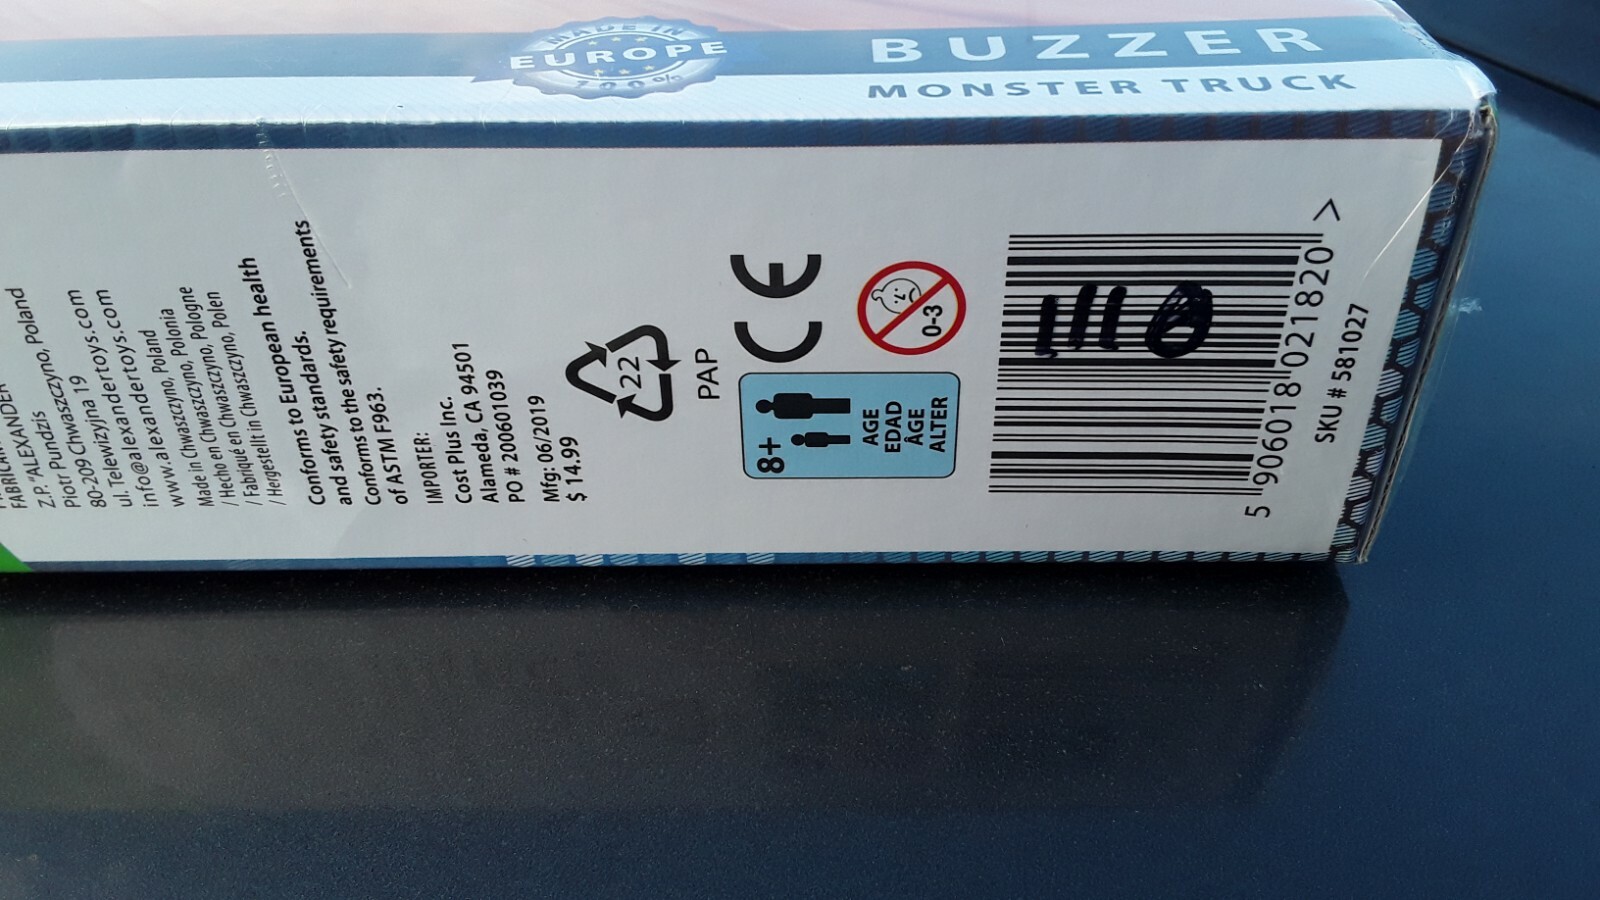 MADE IN
EUROPE
100%
BUZZER
MONSTER TRUCK
Z.P. "ALEXANDER"
Piotr Pundzis
80-209 Chwaszczyno, Poland
ul. Telewizyjna 19
info@alexandertoys.com
www.alexandertoys.com
Made in Chwaszczyno, Poland
/ Hecho en Chwaszczyno, Polonia
/ Fabriqué en Chwaszczyno, Pologne
/ Hergestellt in Chwaszczyno, Polen
Conforms to European health
and safety standards.
Conforms to the safety requirements
of ASTM F963.
IMPORTER:
Cost Plus Inc.
Alameda, CA 94501
PO # 2006010​39
Mfg: 06/2019
$ 14.99
22
PAP
CE
8+
AGE
EDAD
ÂGE
ALTER
0-3
5 906018 021820 >
SKU # 581027